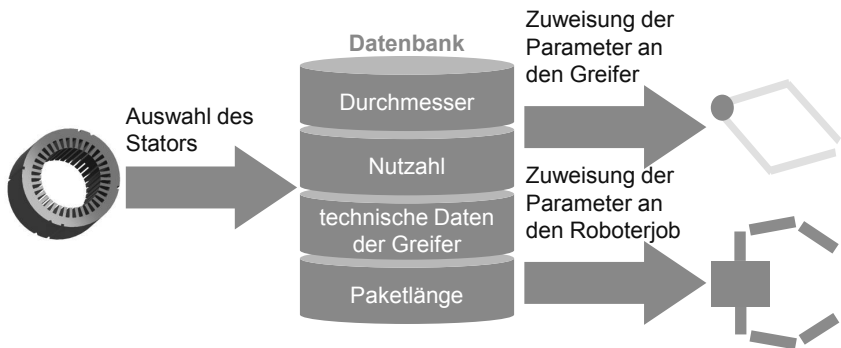 Auswahl des
Stators
Datenbank
Durchmesser
Nutzahl
technische Daten
der Greifer
Paketlänge
Zuweisung der
Parameter an
den Greifer
Zuweisung der
Parameter an
den Roboterjob